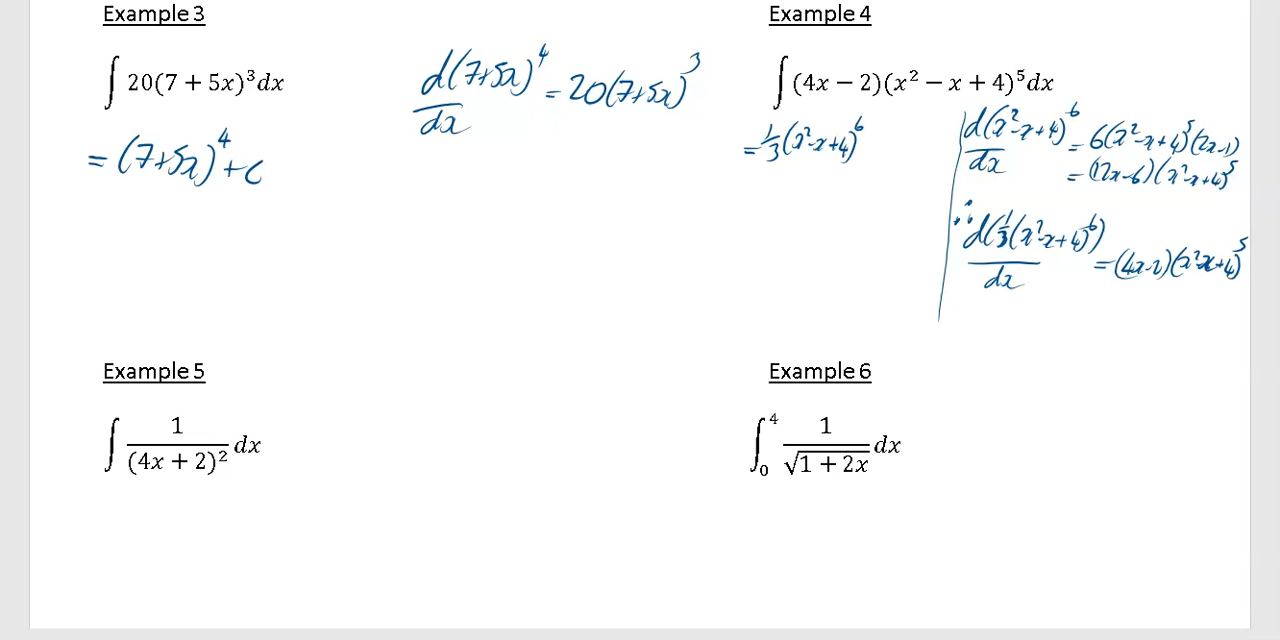 Example 3
∫ 20(7 + 5x)³dx
d(7+5x)⁴/dx = 20(7+5x)³
= (7+5x)⁴ + c
Example 4
∫ (4x − 2)(x² − x + 4)⁵dx
= 1/3(x²-x+4)⁶
d(x²-x+4)⁶/dx = 6(x²-x+4)⁵(2x-1)
= (12x-6)(x²-x+4)⁵
∴ d(1/3(x²-x+4)⁶)/dx = (4x-2)(x²-x+4)⁵
Example 5
∫ 1/(4x + 2)² dx
Example 6
∫₀⁴ 1/√(1 + 2x) dx